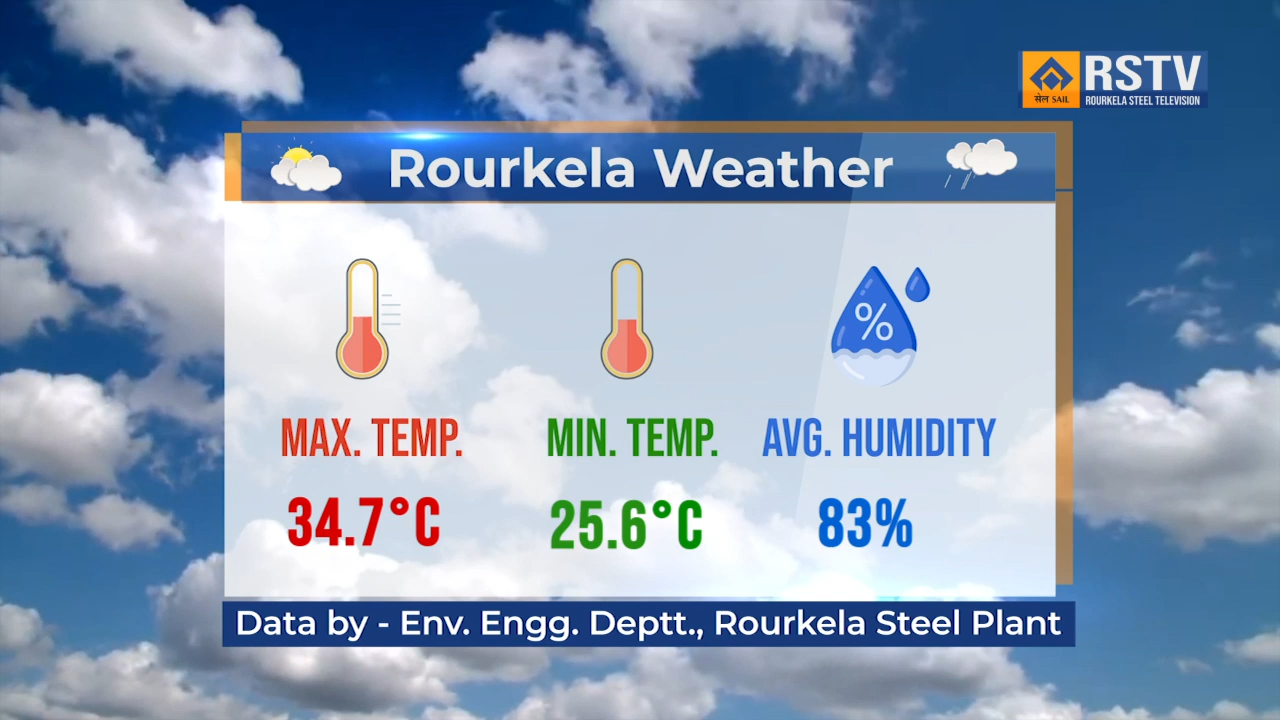 RSTV
सेल SAIL
ROURKELA STEEL TELEVISION
Rourkela Weather
%
MAX. TEMP.
MIN. TEMP.
AVG. HUMIDITY
34.7°C
25.6°C
83%
Data by - Env. Engg. Deptt., Rourkela Steel Plant